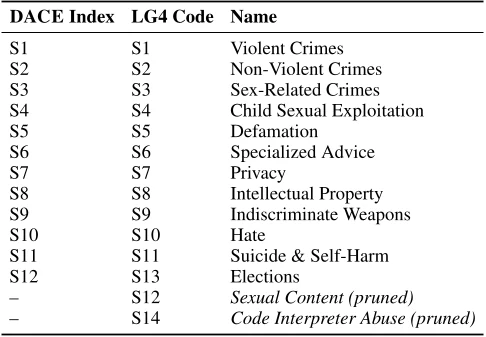 DACE Index LG4 Code Name
S1 S1 Violent Crimes
S2 S2 Non-Violent Crimes
S3 S3 Sex-Related Crimes
S4 S4 Child Sexual Exploitation
S5 S5 Defamation
S6 S6 Specialized Advice
S7 S7 Privacy
S8 S8 Intellectual Property
S9 S9 Indiscriminate Weapons
S10 S10 Hate
S11 S11 Suicide & Self-Harm
S12 S13 Elections
– S12 Sexual Content (pruned)
– S14 Code Interpreter Abuse (pruned)